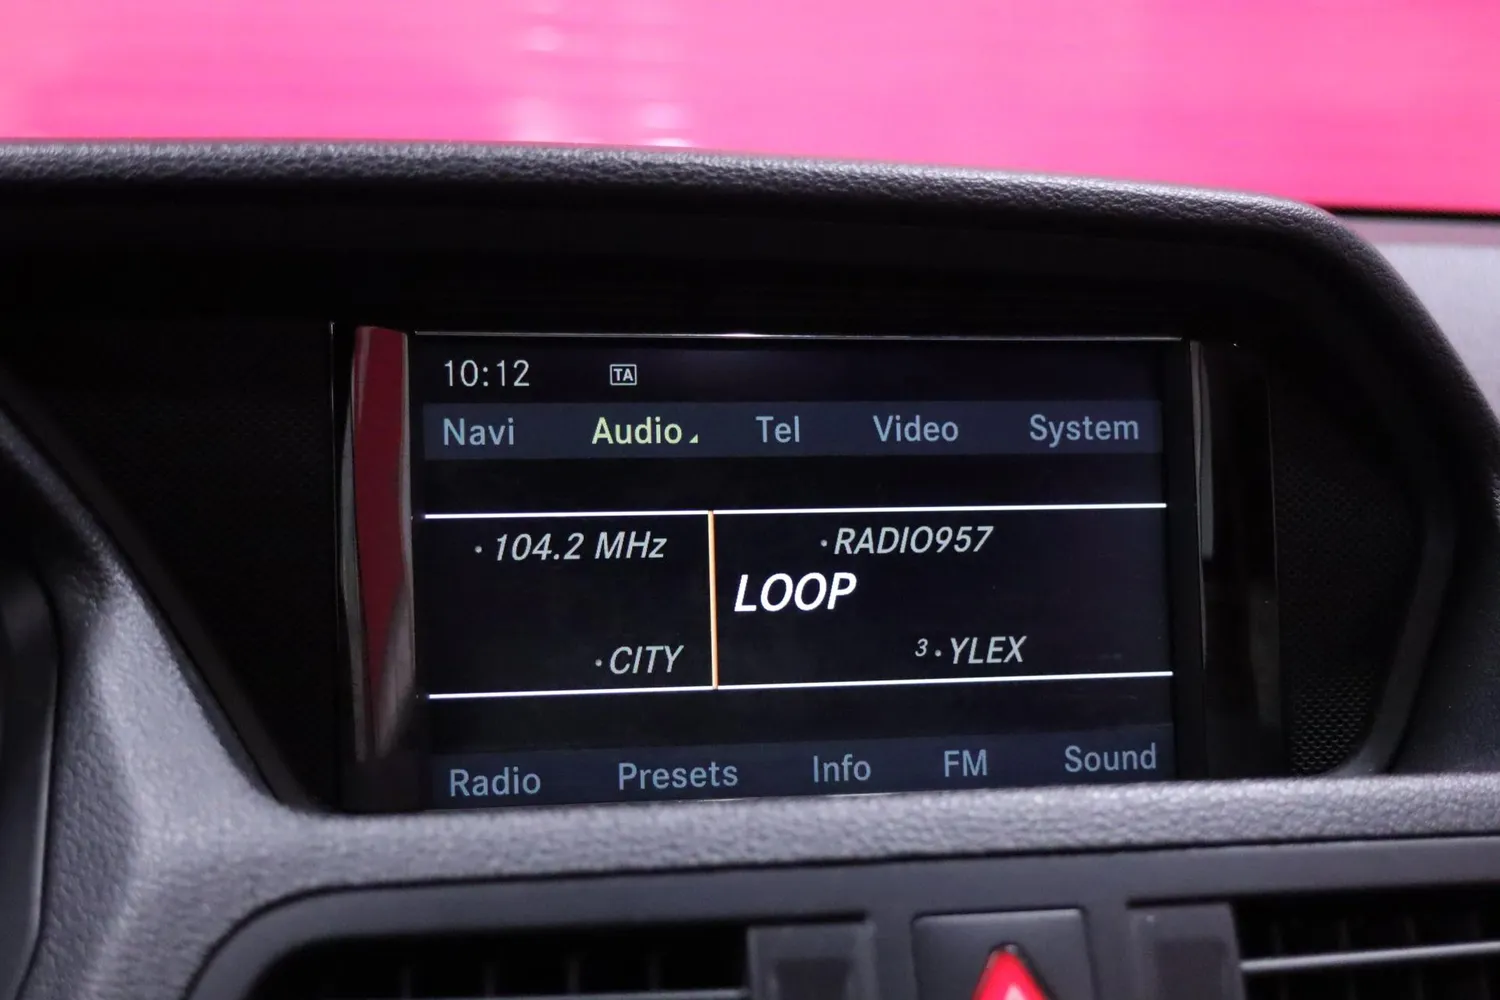 10:12 TA
Navi Audio Tel Video System
· 104.2 MHz · RADIO957
LOOP
· CITY 3 · YLEX
Radio Presets Info FM Sound